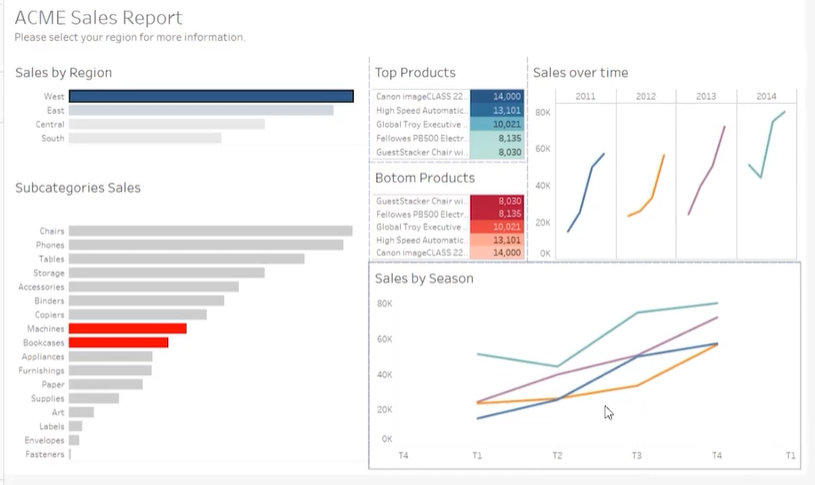 ACME Sales Report
Please select your region for more information.
Sales by Region
West
East
Central
South
Subcategories Sales
Chairs
Phones
Tables
Storage
Accessories
Binders
Copiers
Machines
Bookcases
Appliances
Furnishings
Paper
Supplies
Art
Labels
Envelopes
Fasteners
Top Products
Canon imageCLASS 22.. 14,000
High Speed Automatic.. 13,101
Global Troy Executive .. 10,021
Fellowes PB500 Electr.. 8,135
GuestStacker Chair wi.. 8,030
Botom Products
GuestStacker Chair wi.. 8,030
Fellowes PB500 Electr.. 8,135
Global Troy Executive .. 10,021
High Speed Automatic.. 13,101
Canon imageCLASS 22.. 14,000
Sales over time
2011 2012 2013 2014
80K
60K
40K
20K
0K
Sales by Season
80K
60K
40K
20K
0K
T4 T1 T2 T3 T4 T1